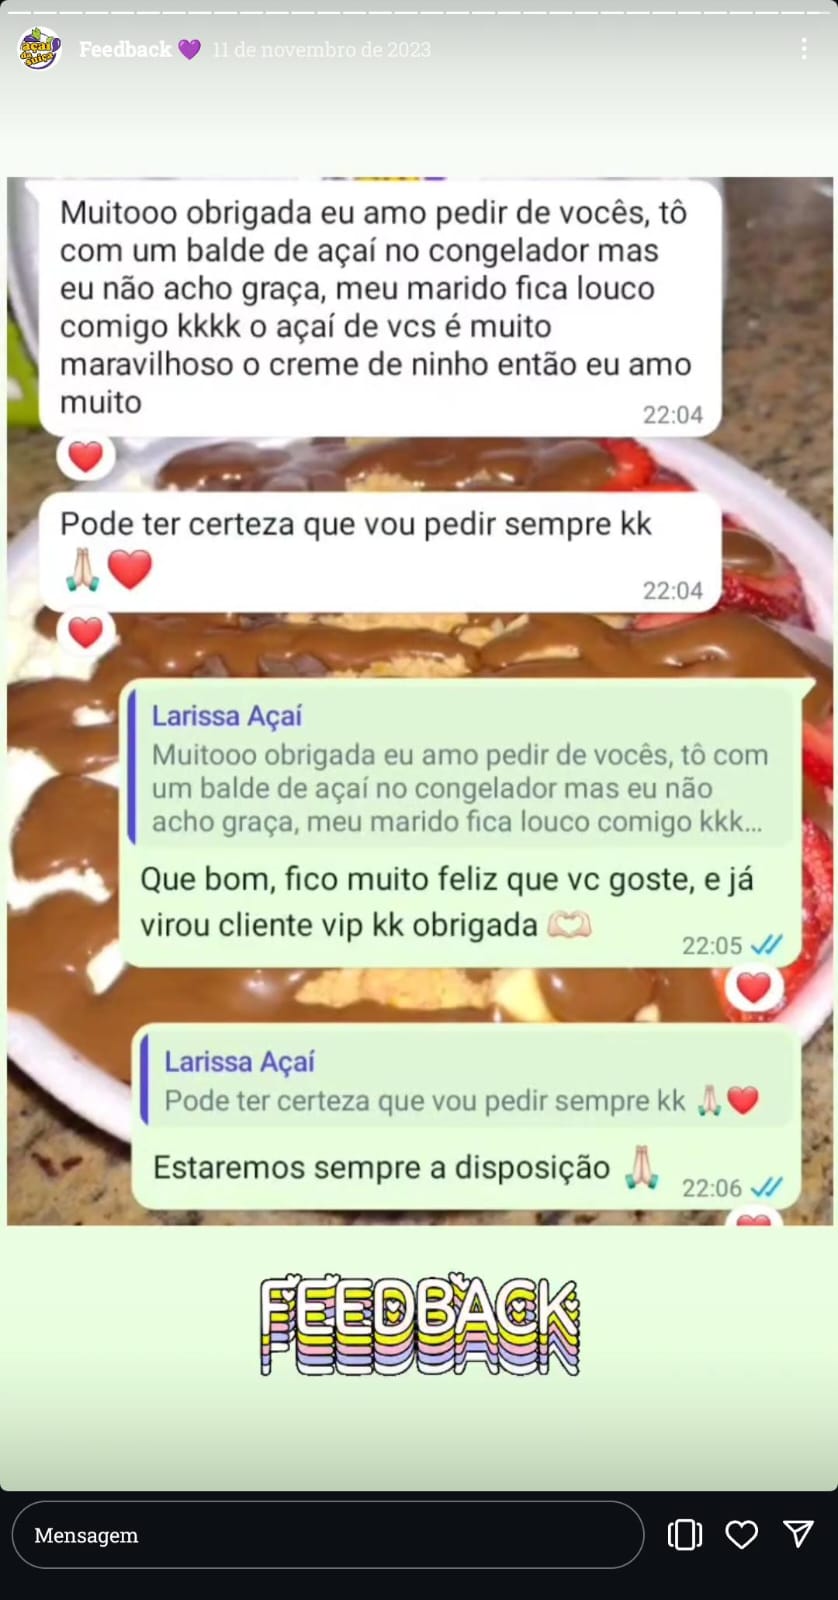 açaí
da
Suíça
Feedback 💜 11 de novembro de 2023
Muitooo obrigada eu amo pedir de vocês, tô
com um balde de açaí no congelador mas
eu não acho graça, meu marido fica louco
comigo kkkk o açaí de vcs é muito
maravilhoso o creme de ninho então eu amo
muito
22:04
❤️
Pode ter certeza que vou pedir sempre kk
🙏🏻❤️
22:04
❤️
Larissa Açaí
Muitooo obrigada eu amo pedir de vocês, tô com
um balde de açaí no congelador mas eu não
acho graça, meu marido fica louco comigo kkk...
Que bom, fico muito feliz que vc goste, e já
virou cliente vip kk obrigada 🫶🏻
22:05
❤️
Larissa Açaí
Pode ter certeza que vou pedir sempre kk 🙏🏻❤️
Estaremos sempre a disposição 🙏🏻
22:06
❤️
FEEDBACK
Mensagem